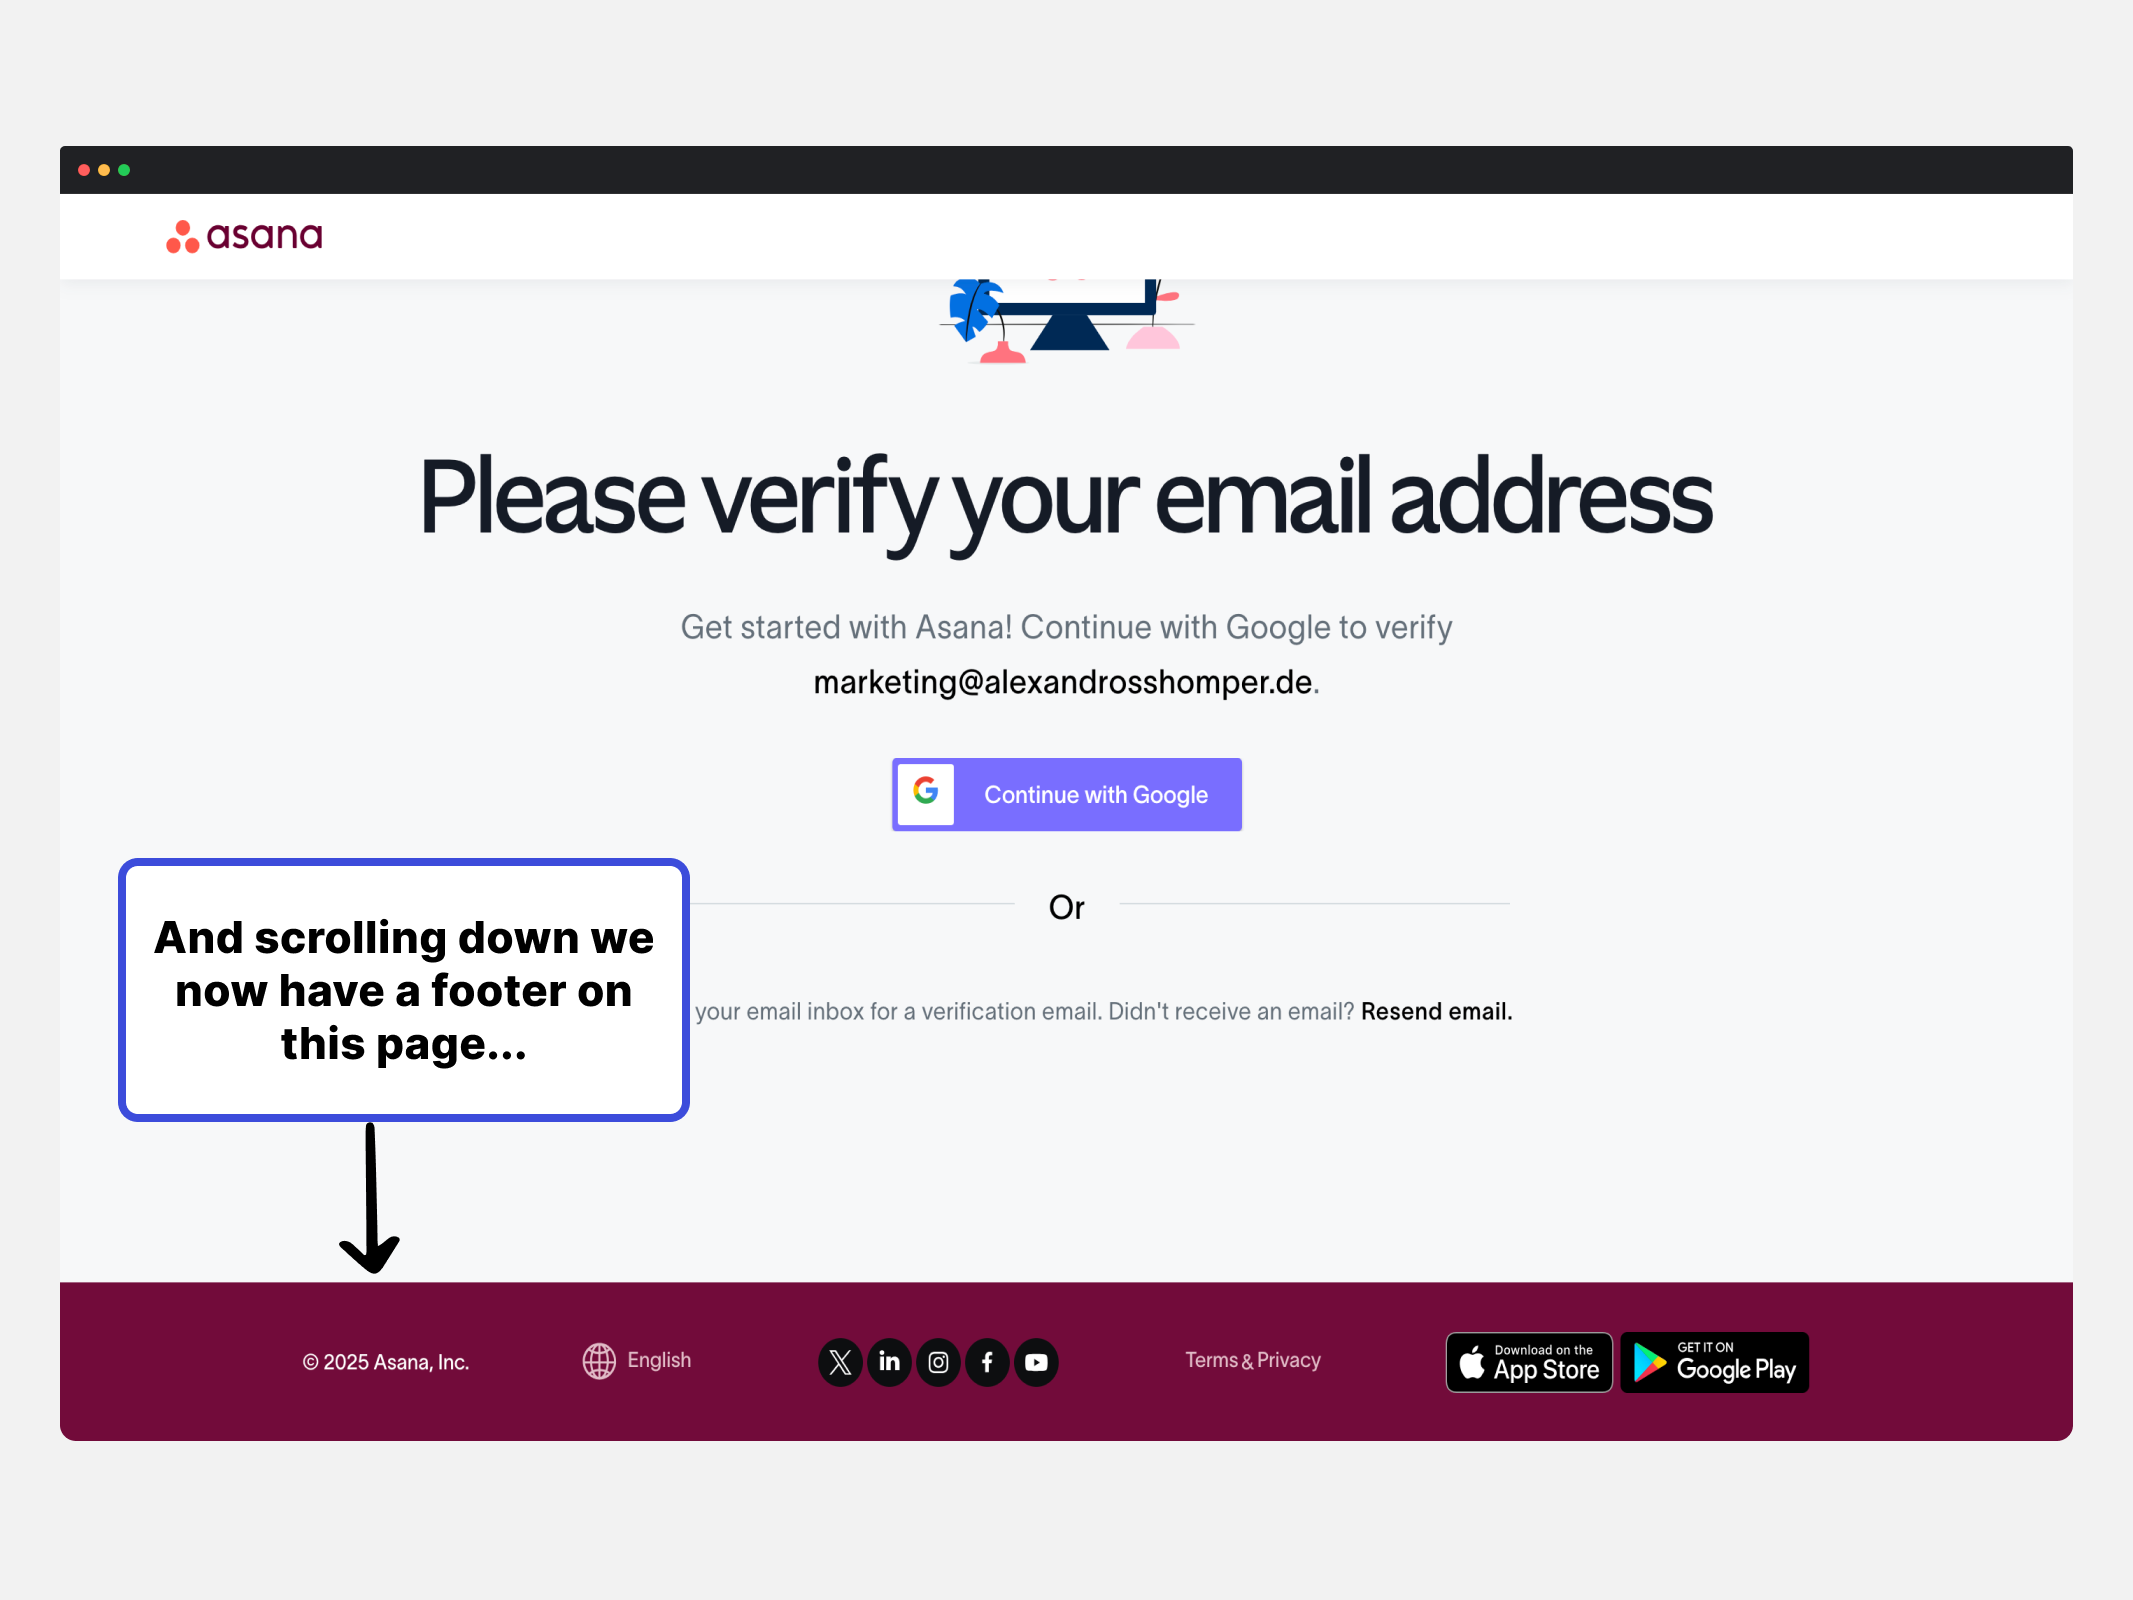 asana
Please verify your email address
Get started with Asana! Continue with Google to verify
marketing@alexandrosshomper.de.
Continue with Google
Or
And scrolling down we
now have a footer on
this page...
your email inbox for a verification email. Didn't receive an email? Resend email.
© 2025 Asana, Inc.
English
Terms & Privacy
Download on the
App Store
GET IT ON
Google Play